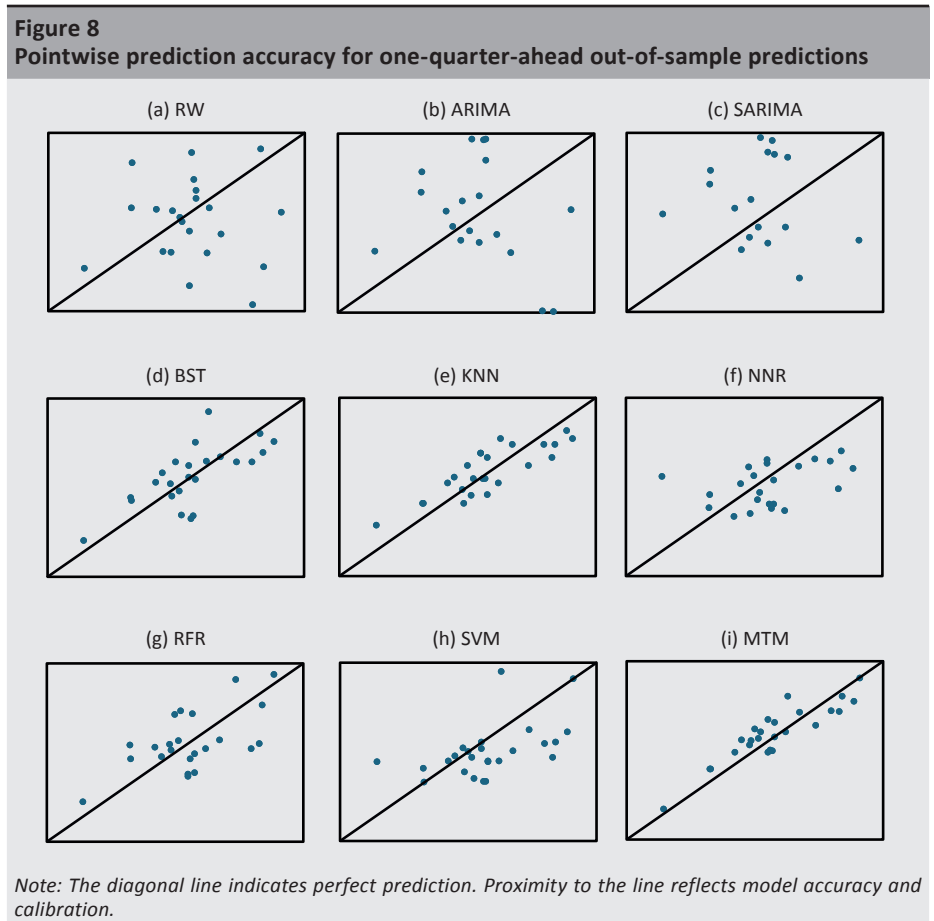 Figure 8
Pointwise prediction accuracy for one-quarter-ahead out-of-sample predictions
(a) RW
(b) ARIMA
(c) SARIMA
(d) BST
(e) KNN
(f) NNR
(g) RFR
(h) SVM
(i) MTM
Note: The diagonal line indicates perfect prediction. Proximity to the line reflects model accuracy and
calibration.